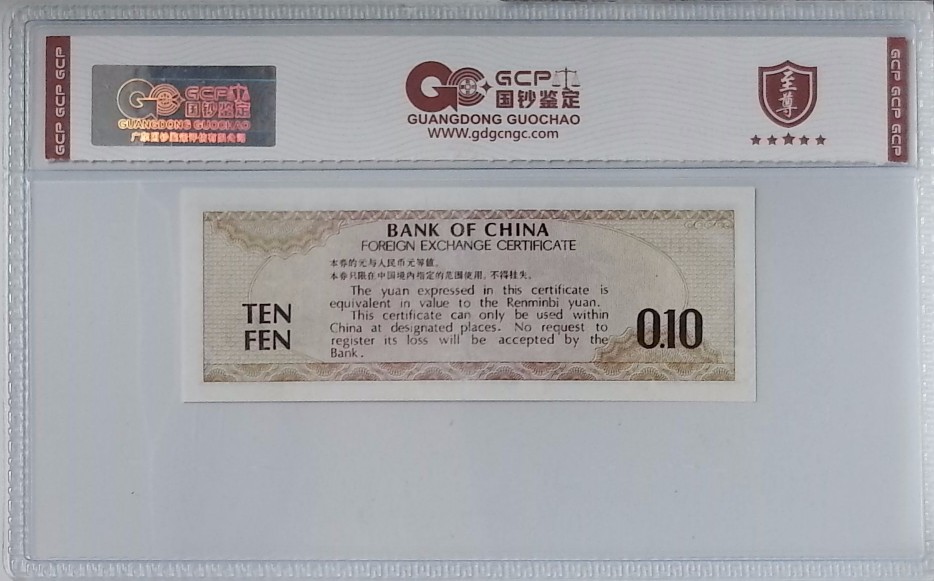 GCP GCP GCP
GCP
国钞鉴定
GUANGDONG GUOCHAO
GCP
国钞鉴定
GUANGDONG GUOCHAO
www.gdgcngc.com
至尊
GCP GCP GCP
BANK OF CHINA
FOREIGN EXCHANGE CERTIFICATE
本券的元与人民币元等值。
本券只限在中国境内指定的范围使用，不得挂失。
The yuan expressed in this certificate is
equivalent in value to the Renminbi yuan.
This certificate can only be used within
China at designated places. No request to
register its loss will be accepted by the
Bank.
TEN
FEN
0.10